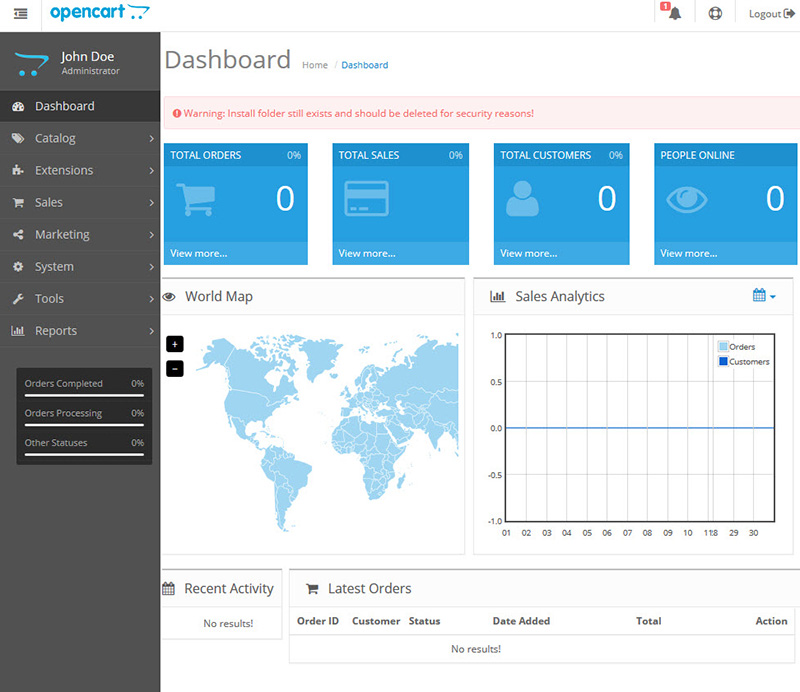 opencart
1
Logout
John Doe
Administrator
Dashboard
Catalog
Extensions
Sales
Marketing
System
Tools
Reports
Orders Completed 0%
Orders Processing 0%
Other Statuses 0%
Dashboard Home / Dashboard
Warning: Install folder still exists and should be deleted for security reasons!
TOTAL ORDERS 0%
0
View more...
TOTAL SALES 0%
View more...
TOTAL CUSTOMERS 0%
0
View more...
PEOPLE ONLINE
0
View more...
World Map
+
−
Sales Analytics
Orders
Customers
1.0
0.5
0.0
-0.5
-1.0
01 02 03 04 05 06 07 08 09 10 29 30
Recent Activity
No results!
Latest Orders
Order ID Customer Status Date Added Total Action
No results!